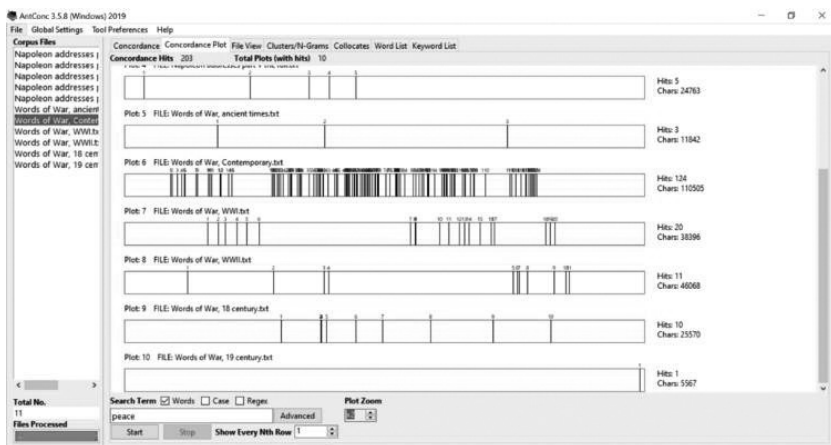 AntConc 3.5.8 (Windows) 2019
File Global Settings Tool Preferences Help
Corpus Files
Napoleon addresses p
Napoleon addresses p
Napoleon addresses p
Napoleon addresses p
Napoleon addresses p
Words of War, ancient
Words of War, Conter
Words of War, WWI.tx
Words of War, WWII.t:
Words of War, 18 cen
Words of War, 19 cen
Total No.
11
Files Processed
Concordance Concordance Plot File View Clusters/N-Grams Collocates Word List Keyword List
Concordance Hits 203 Total Plots (with hits) 10
Hits: 5
Chars: 24763
Plot: 5 FILE: Words of War, ancient times.txt
1 2 3
Hits: 3
Chars: 11842
Plot: 6 FILE: Words of War, Contemporary.txt
Hits: 124
Chars: 110505
Plot: 7 FILE: Words of War, WWI.txt
Hits: 20
Chars: 38396
Plot: 8 FILE: Words of War, WWII.txt
Hits: 11
Chars: 46068
Plot: 9 FILE: Words of War, 18 century.txt
Hits: 10
Chars: 25570
Plot: 10 FILE: Words of War, 19 century.txt
Hits: 1
Chars: 5567
Search Term Words Case Regex Plot Zoom
peace Advanced
Start Stop Show Every Nth Row 1